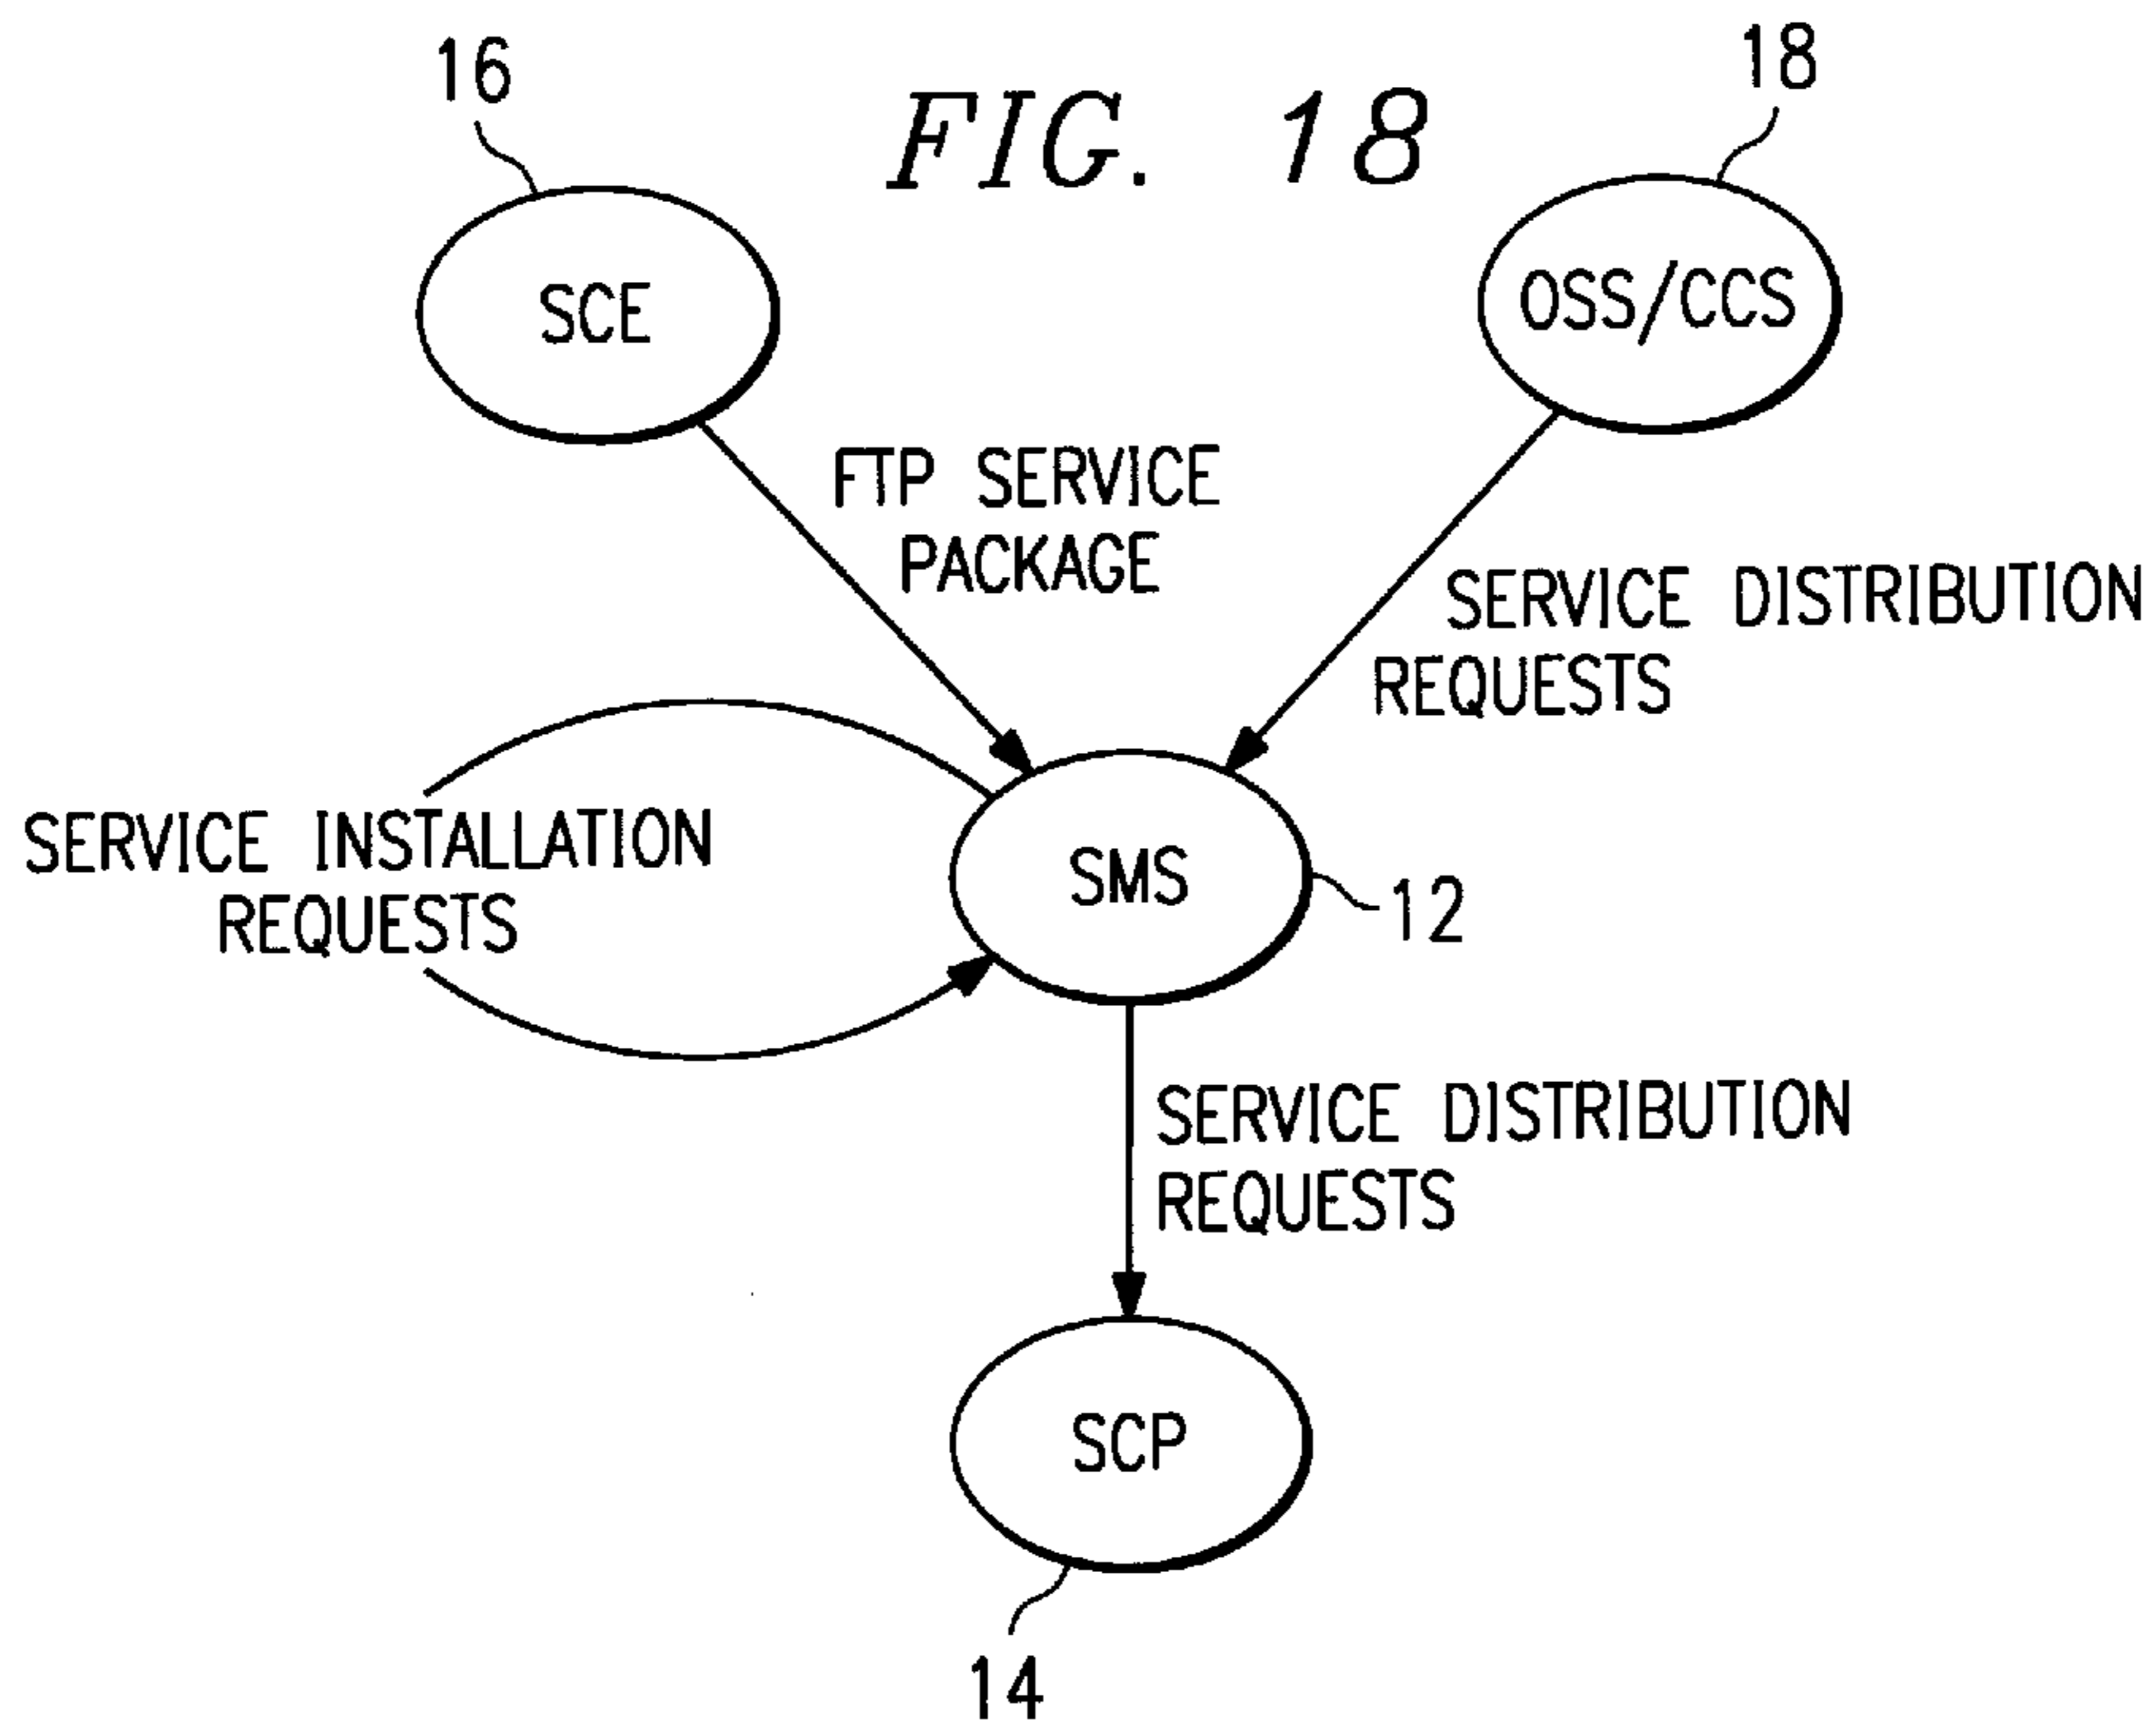 16
FIG. 18
18
SCE
OSS/CCS
FTP SERVICE
PACKAGE
SERVICE DISTRIBUTION
REQUESTS
SERVICE INSTALLATION
REQUESTS
SMS
12
SERVICE DISTRIBUTION
REQUESTS
SCP
14